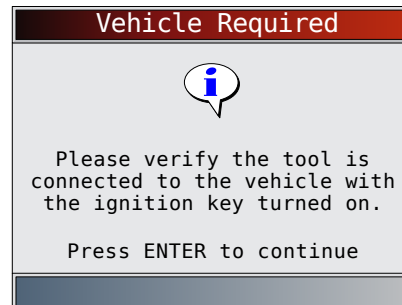 Vehicle Required
i
Please verify the tool is
connected to the vehicle with
the ignition key turned on.
Press ENTER to continue